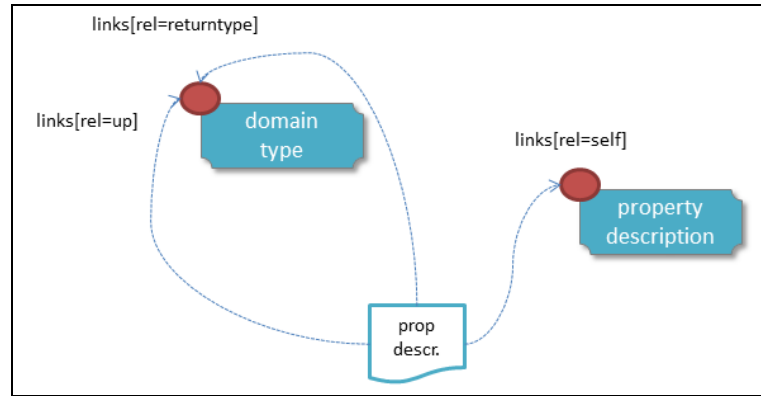 links[rel=returntype]
links[rel=up]
domain
type
links[rel=self]
property
description
prop
descr.